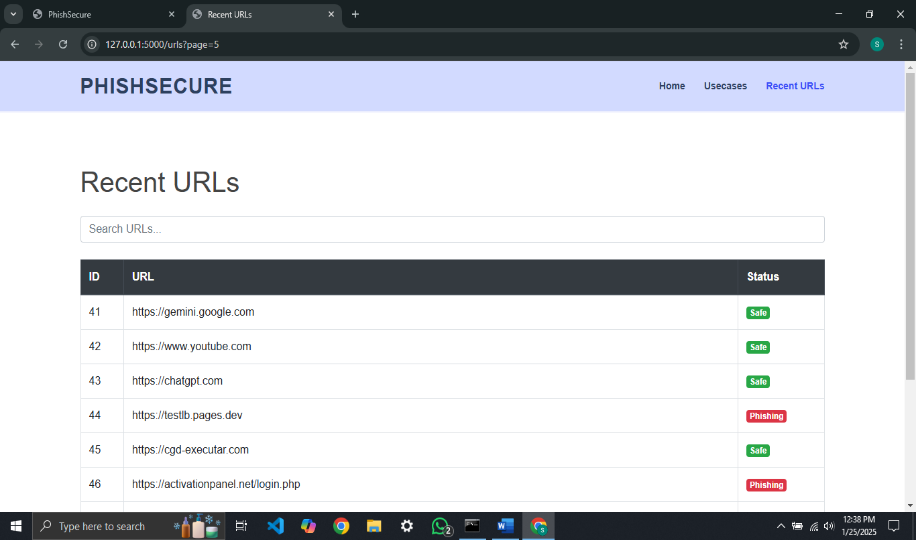 PhishSecure
Recent URLs
127.0.0.1:5000/urls?page=5
S
PHISHSECURE
Home Usecases Recent URLs
Recent URLs
Search URLs...
ID URL Status
41 https://gemini.google.com Safe
42 https://www.youtube.com Safe
43 https://chatgpt.com Safe
44 https://testlb.pages.dev Phishing
45 https://cgd-executar.com Safe
46 https://activationpanel.net/login.php Phishing
Type here to search
2
W
S
12:38 PM
1/25/2025